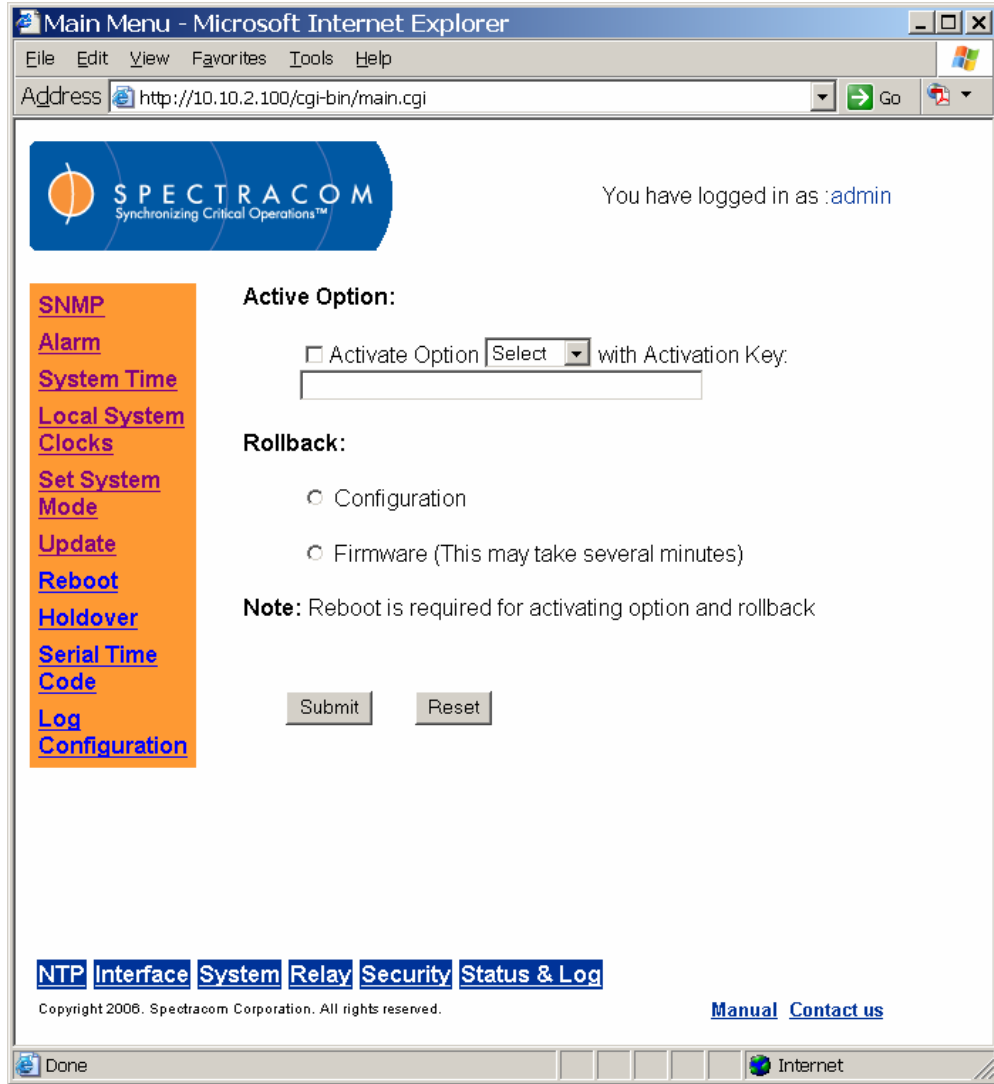 Main Menu - Microsoft Internet Explorer
File Edit View Favorites Tools Help
Address http://10.10.2.100/cgi-bin/main.cgi Go
SPECTRACOM
Synchronizing Critical Operations™
You have logged in as :admin
SNMP
Alarm
System Time
Local System
Clocks
Set System
Mode
Update
Reboot
Holdover
Serial Time
Code
Log
Configuration
Active Option:
Activate Option Select with Activation Key:
Rollback:
Configuration
Firmware (This may take several minutes)
Note: Reboot is required for activating option and rollback
Submit Reset
NTP Interface System Relay Security Status & Log
Copyright 2006. Spectracom Corporation. All rights reserved.
Manual Contact us
Done Internet